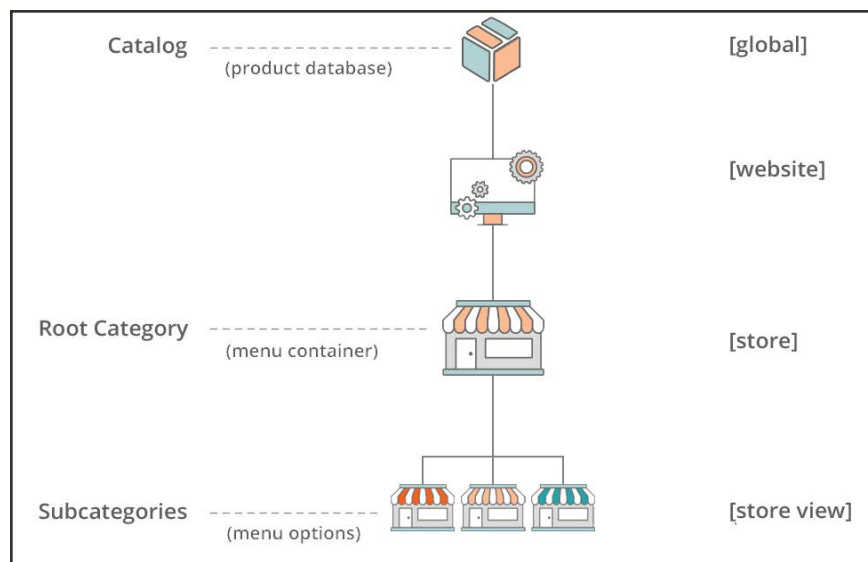 Catalog
(product database)
[global]
[website]
Root Category
(menu container)
[store]
Subcategories
(menu options)
[store view]